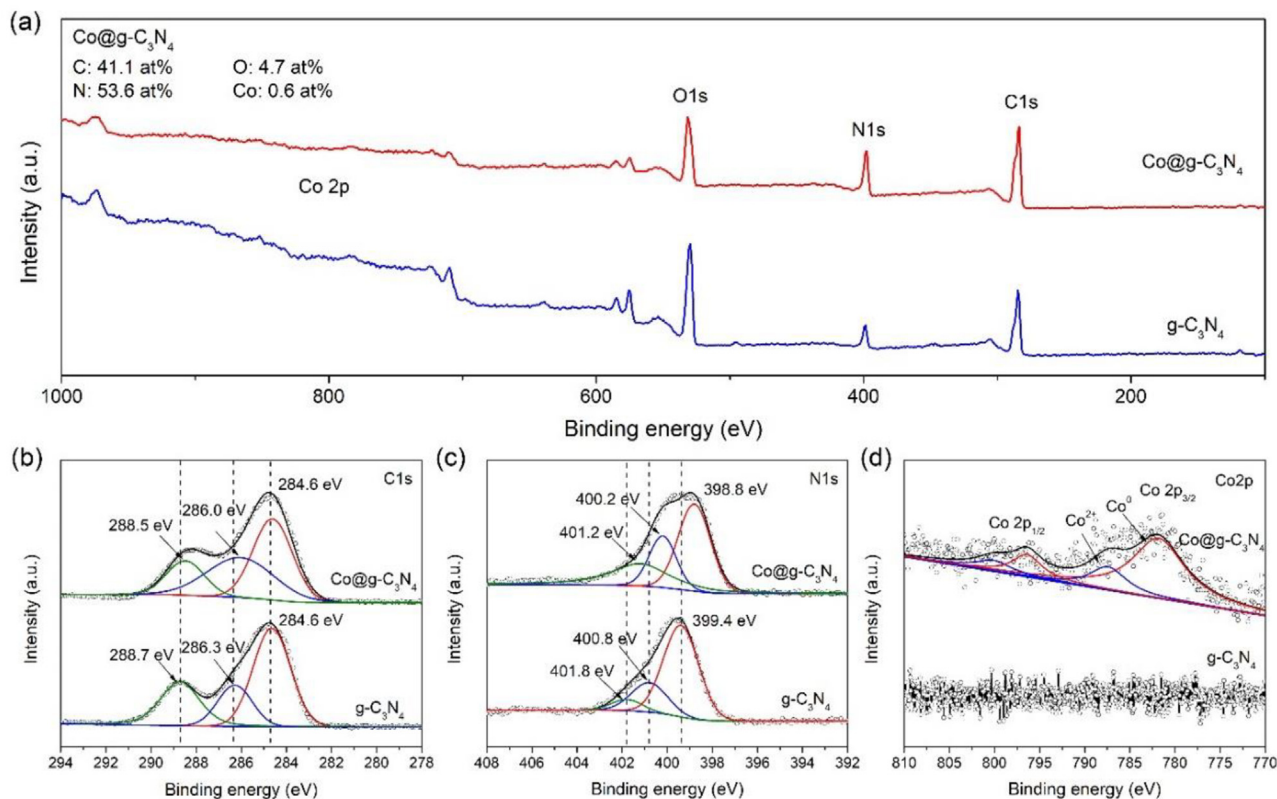 (a)
Co@g-C₃N₄
C: 41.1 at% O: 4.7 at%
N: 53.6 at% Co: 0.6 at%
O1s
N1s
C1s
Co@g-C₃N₄
Co 2p
g-C₃N₄
Intensity (a.u.)
1000 800 600 400 200
Binding energy (eV)
(b)
C1s
284.6 eV
286.0 eV
288.5 eV
Co@g-C₃N₄
284.6 eV
286.3 eV
288.7 eV
g-C₃N₄
Intensity (a.u.)
294 292 290 288 286 284 282 280 278
Binding energy (eV)
(c)
N1s
398.8 eV
400.2 eV
401.2 eV
Co@g-C₃N₄
399.4 eV
400.8 eV
401.8 eV
g-C₃N₄
Intensity (a.u.)
408 406 404 402 400 398 396 394 392
Binding energy (eV)
(d)
Co2p
Co 2p₃/₂
Co⁰
Co²⁺
Co 2p₁/₂
Co@g-C₃N₄
g-C₃N₄
Intensity (a.u.)
810 805 800 795 790 785 780 775 770
Binding energy (eV)